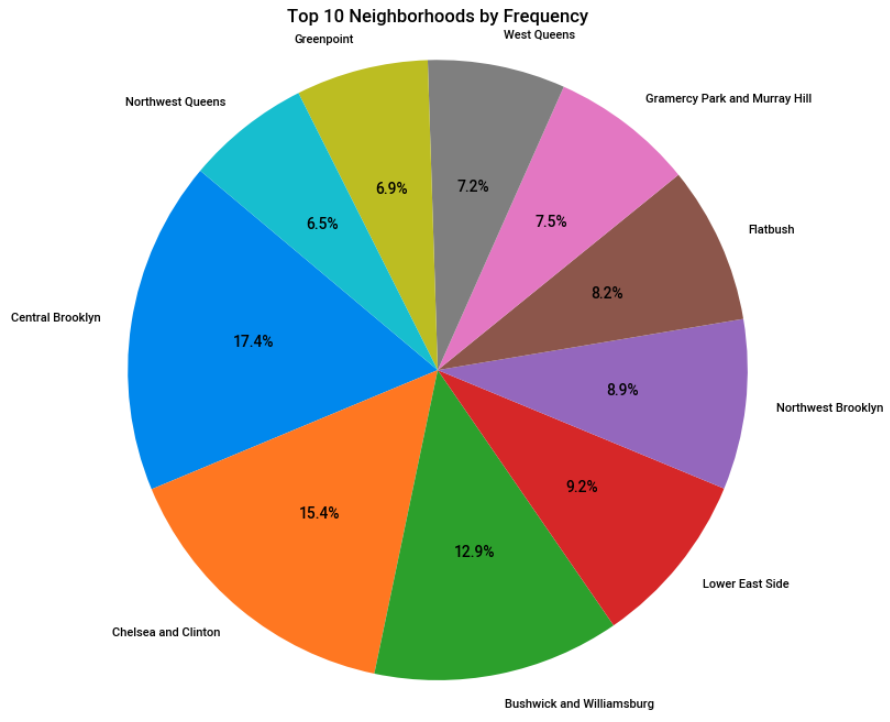 Top 10 Neighborhoods by Frequency
West Queens
Greenpoint
Gramercy Park and Murray Hill
Northwest Queens
7.2%
6.9%
7.5%
6.5%
Flatbush
8.2%
Central Brooklyn
17.4%
8.9%
Northwest Brooklyn
9.2%
15.4%
12.9%
Lower East Side
Chelsea and Clinton
Bushwick and Williamsburg